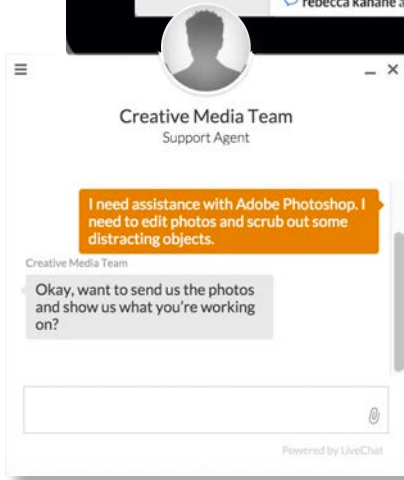 rebecca kahane a
Creative Media Team
Support Agent
I need assistance with Adobe Photoshop. I
need to edit photos and scrub out some
distracting objects.
Creative Media Team
Okay, want to send us the photos
and show us what you're working
on?
Powered by LiveChat